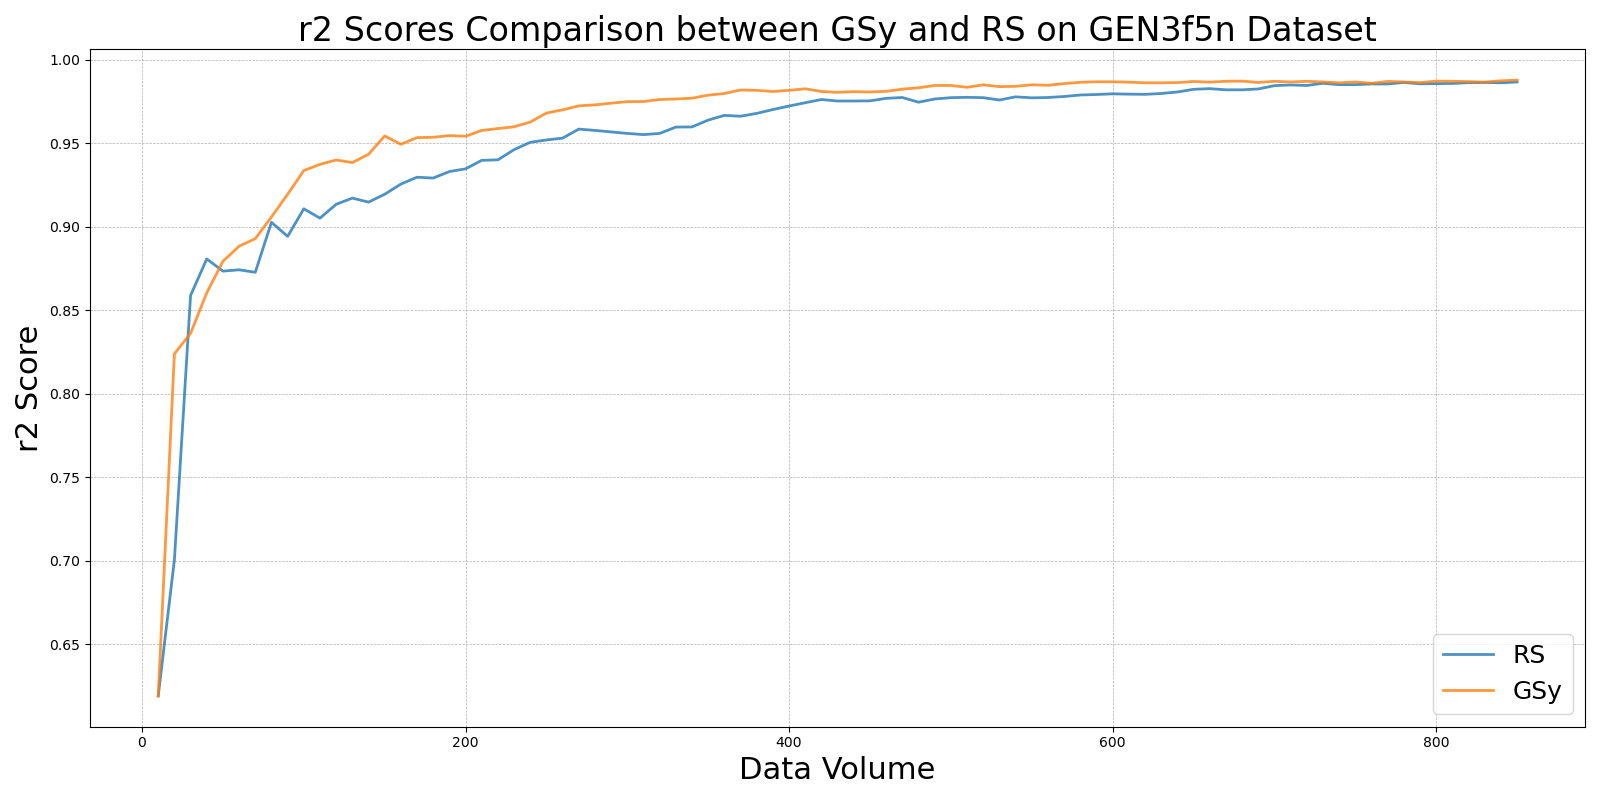 r2 Scores Comparison between GSy and RS on GEN3f5n Dataset
r2 Score
1.00
0.95
0.90
0.85
0.80
0.75
0.70
0.65
RS
GSy
0 200 400 600 800
Data Volume